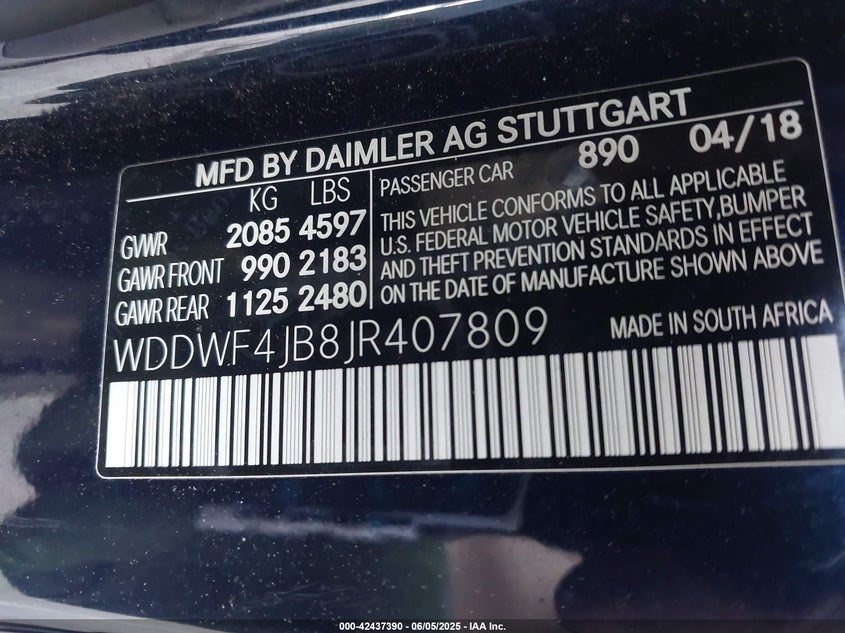 MFD BY DAIMLER AG STUTTGART
KG LBS
GVWR 2085 4597
GAWR FRONT 990 2183
GAWR REAR 1125 2480
PASSENGER CAR 890 04/18
THIS VEHICLE CONFORMS TO ALL APPLICABLE
U.S. FEDERAL MOTOR VEHICLE SAFETY,BUMPER
AND THEFT PREVENTION STANDARDS IN EFFECT
ON THE DATE OF MANUFACTURE SHOWN ABOVE
WDDWF4JB8JR407809 MADE IN SOUTH AFRICA
000-42437390 - 06/05/2025 - IAA Inc.